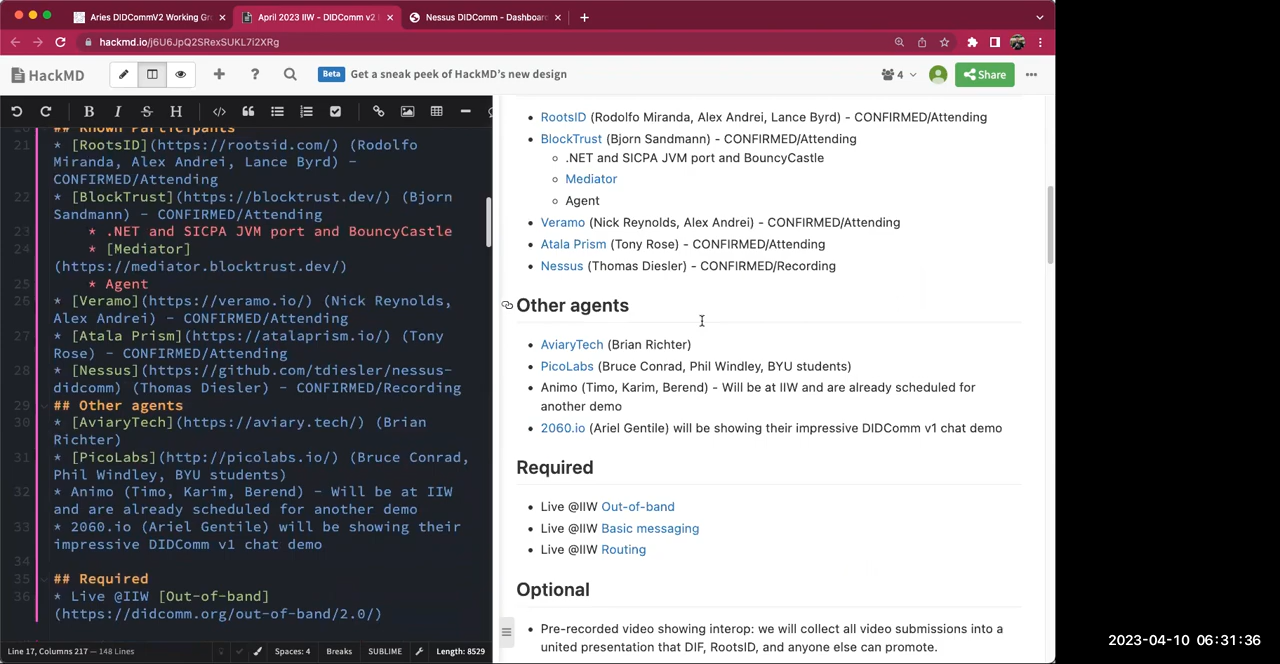 Aries DIDCommV2 Working Gr
April 2023 IIW - DIDComm v2
Nessus DIDComm - Dashboard
hackmd.io/j6U6JpQ2SRexSUKL7i2XRg
HackMD
Beta Get a sneak peek of HackMD's new design
4
Share
## Known Participants
21 * [RootsID](https://rootsid.com/) (Rodolfo
Miranda, Alex Andrei, Lance Byrd) -
CONFIRMED/Attending
22 * [BlockTrust](https://blocktrust.dev/) (Bjorn
Sandmann) - CONFIRMED/Attending
23 * .NET and SICPA JVM port and BouncyCastle
24 * [Mediator]
(https://mediator.blocktrust.dev/)
25 * Agent
26 * [Veramo](https://veramo.io/) (Nick Reynolds,
Alex Andrei) - CONFIRMED/Attending
27 * [Atala Prism](https://atalaprism.io/) (Tony
Rose) - CONFIRMED/Attending
28 * [Nessus](https://github.com/tdiesler/nessus-
didcomm) (Thomas Diesler) - CONFIRMED/Recording
29 ## Other agents
30 * [AviaryTech](https://aviary.tech/) (Brian
Richter)
31 * [PicoLabs](http://picolabs.io/) (Bruce Conrad,
Phil Windley, BYU students)
32 * Animo (Timo, Karim, Berend) - Will be at IIW
and are already scheduled for another demo
33 * 2060.io (Ariel Gentile) will be showing their
impressive DIDComm v1 chat demo
34
35 ## Required
36 * Live @IIW [Out-of-band]
(https://didcomm.org/out-of-band/2.0/)
Line 17, Columns 217 — 148 Lines
Spaces: 4
Breaks
SUBLIME
Length: 8529
RootsID (Rodolfo Miranda, Alex Andrei, Lance Byrd) - CONFIRMED/Attending
BlockTrust (Bjorn Sandmann) - CONFIRMED/Attending
.NET and SICPA JVM port and BouncyCastle
Mediator
Agent
Veramo (Nick Reynolds, Alex Andrei) - CONFIRMED/Attending
Atala Prism (Tony Rose) - CONFIRMED/Attending
Nessus (Thomas Diesler) - CONFIRMED/Recording
Other agents
AviaryTech (Brian Richter)
PicoLabs (Bruce Conrad, Phil Windley, BYU students)
Animo (Timo, Karim, Berend) - Will be at IIW and are already scheduled for
another demo
2060.io (Ariel Gentile) will be showing their impressive DIDComm v1 chat demo
Required
Live @IIW Out-of-band
Live @IIW Basic messaging
Live @IIW Routing
Optional
Pre-recorded video showing interop: we will collect all video submissions into a
united presentation that DIF, RootsID, and anyone else can promote.
2023-04-10 06:31:36